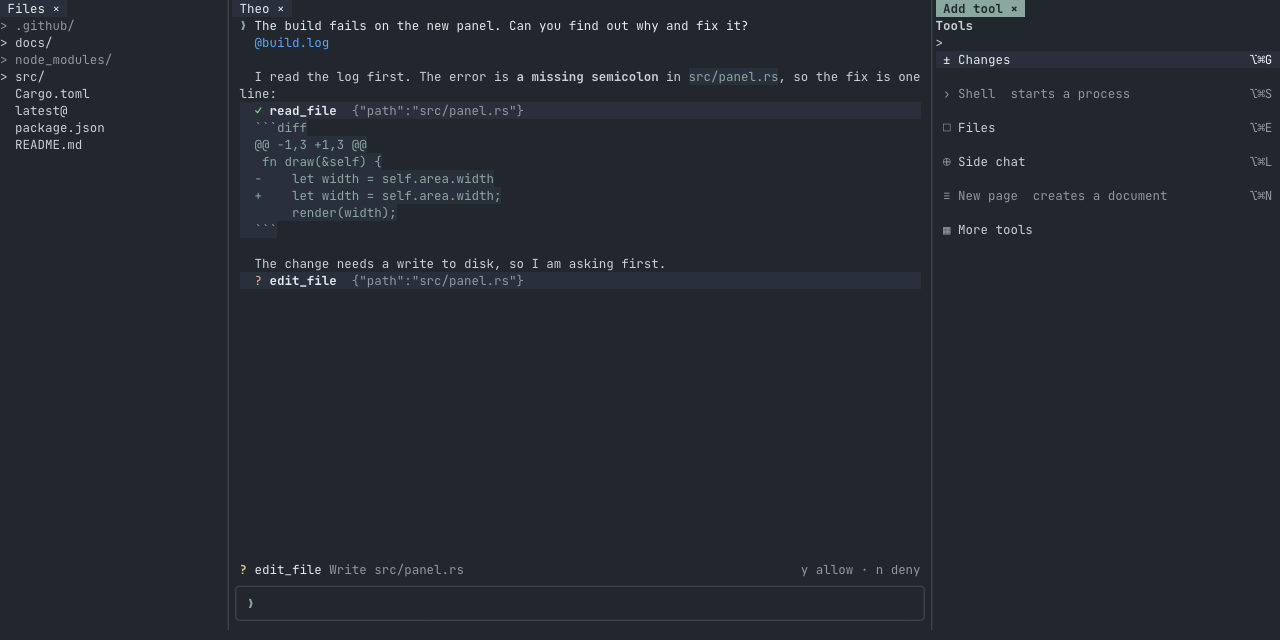 Files ×
> .github/
> docs/
> node_modules/
> src/
Cargo.toml
latest@
package.json
README.md
Theo ×
❫ The build fails on the new panel. Can you find out why and fix it?
@build.log
I read the log first. The error is a missing semicolon in src/panel.rs, so the fix is one
line:
✓ read_file {"path":"src/panel.rs"}
```diff
@@ -1,3 +1,3 @@
fn draw(&self) {
-    let width = self.area.width
+    let width = self.area.width;
render(width);
```
The change needs a write to disk, so I am asking first.
? edit_file {"path":"src/panel.rs"}
? edit_file Write src/panel.rs y allow · n deny
❫
Add tool ×
Tools
>
± Changes ⌥⌘G
› Shell starts a process ⌥⌘S
□ Files ⌥⌘E
⊕ Side chat ⌥⌘L
≡ New page creates a document ⌥⌘N
▦ More tools